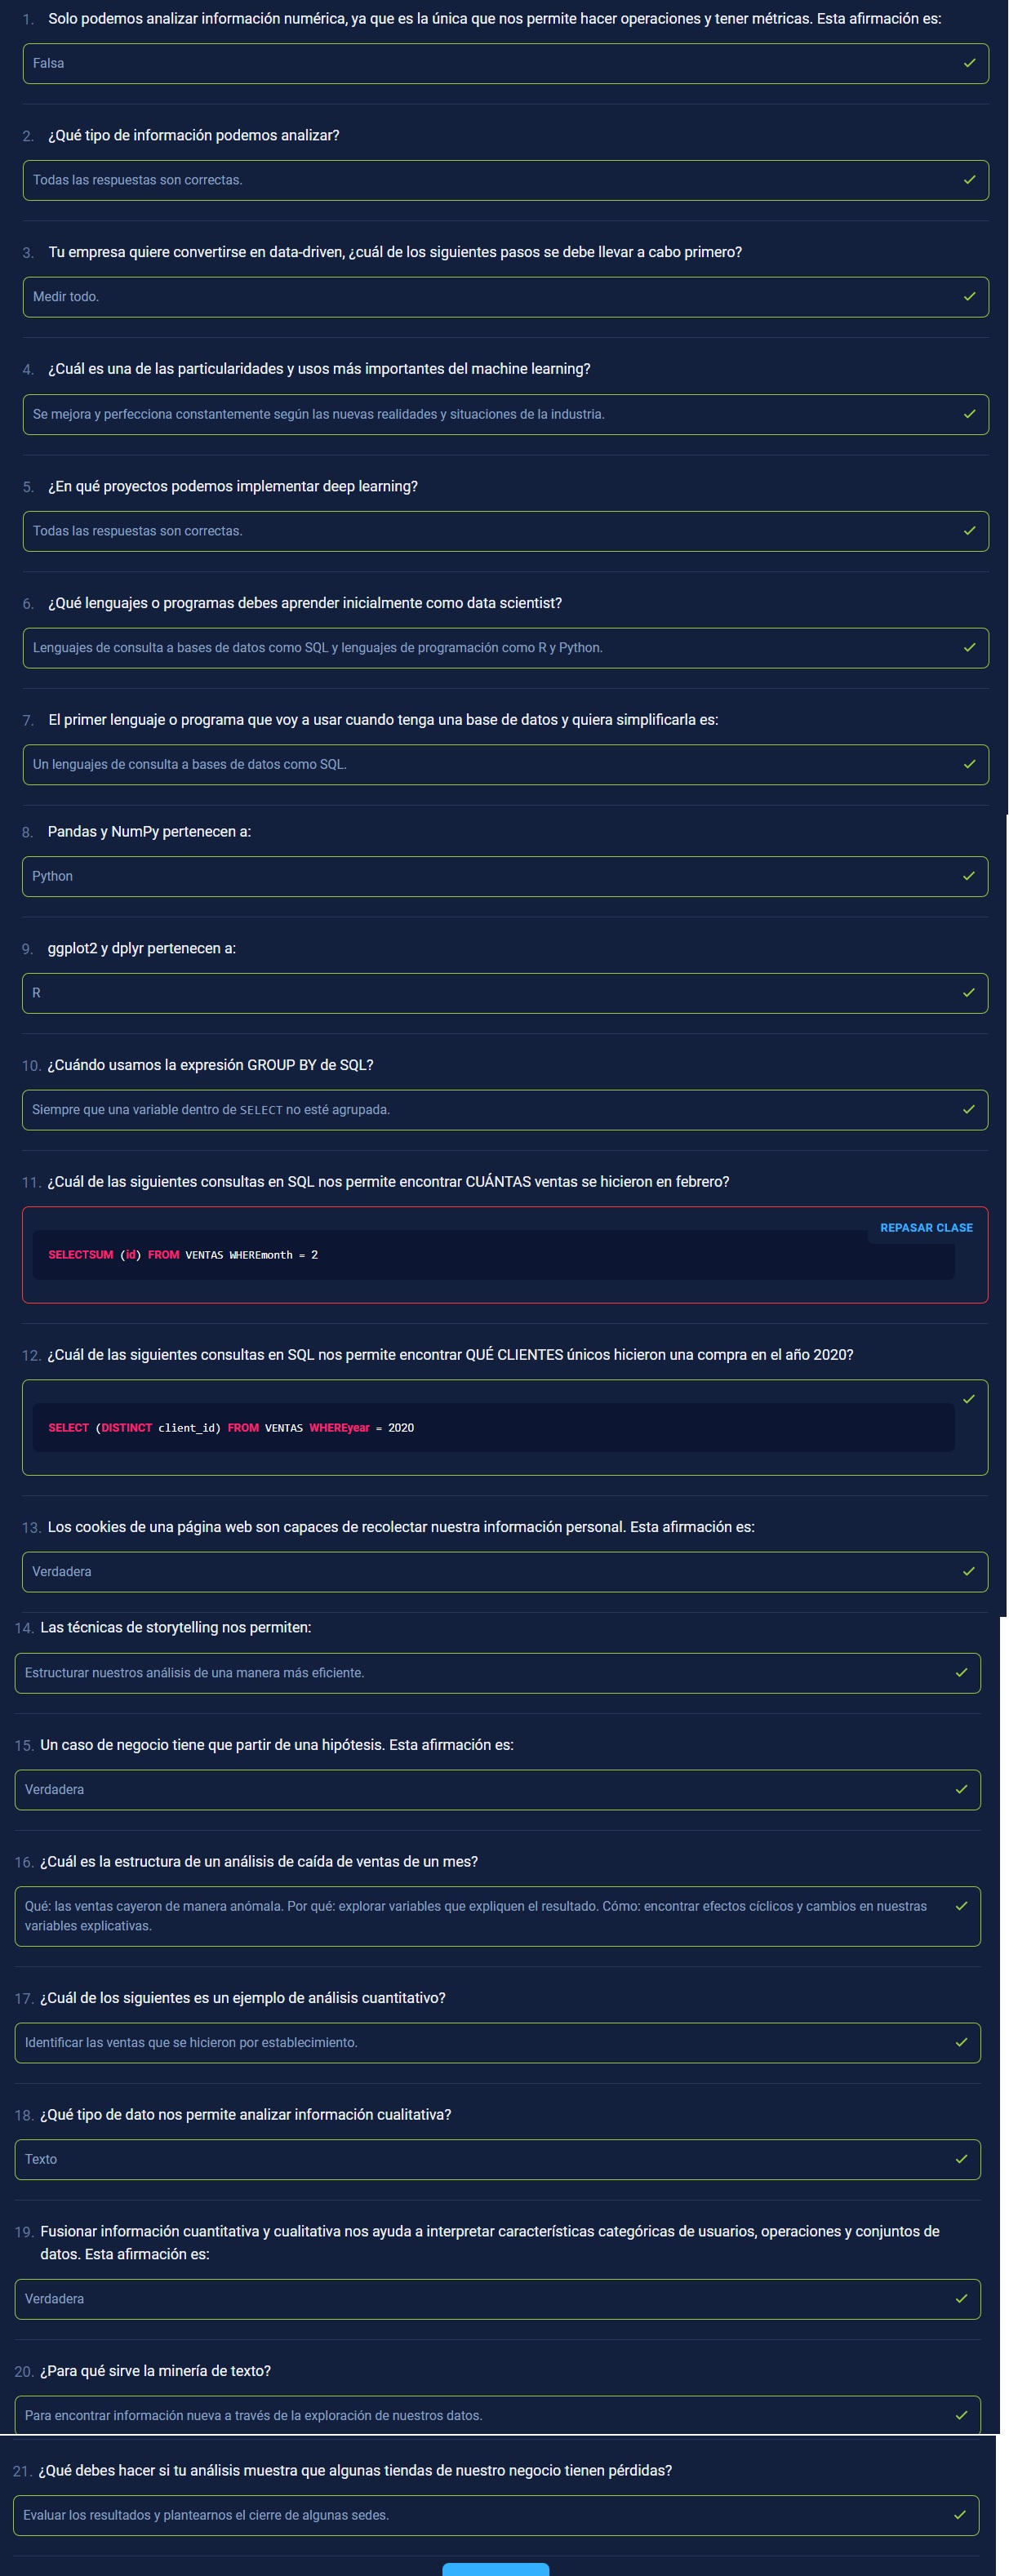 1. Solo podemos analizar información numérica, ya que es la única que nos permite hacer operaciones y tener métricas. Esta afirmación es:
Falsa
2. ¿Qué tipo de información podemos analizar?
Todas las respuestas son correctas.
3. Tu empresa quiere convertirse en data-driven, ¿cuál de los siguientes pasos se debe llevar a cabo primero?
Medir todo.
4. ¿Cuál es una de las particularidades y usos más importantes del machine learning?
Se mejora y perfecciona constantemente según las nuevas realidades y situaciones de la industria.
5. ¿En qué proyectos podemos implementar deep learning?
Todas las respuestas son correctas.
6. ¿Qué lenguajes o programas debes aprender inicialmente como data scientist?
Lenguajes de consulta a bases de datos como SQL y lenguajes de programación como R y Python.
7. El primer lenguaje o programa que voy a usar cuando tenga una base de datos y quiera simplificarla es:
Un lenguajes de consulta a bases de datos como SQL.
8. Pandas y NumPy pertenecen a:
Python
9. ggplot2 y dplyr pertenecen a:
R
10. ¿Cuándo usamos la expresión GROUP BY de SQL?
Siempre que una variable dentro de SELECT no esté agrupada.
11. ¿Cuál de las siguientes consultas en SQL nos permite encontrar CUÁNTAS ventas se hicieron en febrero?
REPASAR CLASE
SELECTSUM (id) FROM VENTAS WHEREmonth = 2
12. ¿Cuál de las siguientes consultas en SQL nos permite encontrar QUÉ CLIENTES únicos hicieron una compra en el año 2020?
SELECT (DISTINCT client_id) FROM VENTAS WHEREyear = 2020
13. Los cookies de una página web son capaces de recolectar nuestra información personal. Esta afirmación es:
Verdadera
14. Las técnicas de storytelling nos permiten:
Estructurar nuestros análisis de una manera más eficiente.
15. Un caso de negocio tiene que partir de una hipótesis. Esta afirmación es:
Verdadera
16. ¿Cuál es la estructura de un análisis de caída de ventas de un mes?
Qué: las ventas cayeron de manera anómala. Por qué: explorar variables que expliquen el resultado. Cómo: encontrar efectos cíclicos y cambios en nuestras
variables explicativas.
17. ¿Cuál de los siguientes es un ejemplo de análisis cuantitativo?
Identificar las ventas que se hicieron por establecimiento.
18. ¿Qué tipo de dato nos permite analizar información cualitativa?
Texto
19. Fusionar información cuantitativa y cualitativa nos ayuda a interpretar características categóricas de usuarios, operaciones y conjuntos de
datos. Esta afirmación es:
Verdadera
20. ¿Para qué sirve la minería de texto?
Para encontrar información nueva a través de la exploración de nuestros datos.
21. ¿Qué debes hacer si tu análisis muestra que algunas tiendas de nuestro negocio tienen pérdidas?
Evaluar los resultados y plantearnos el cierre de algunas sedes.